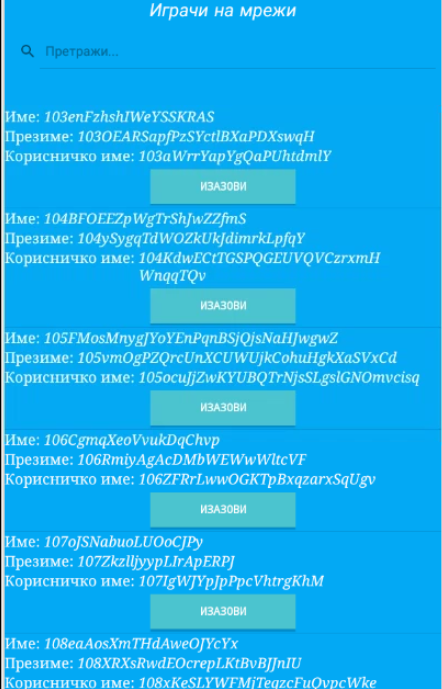 Играчи на мрежи
Претражи...
Име: 103enFzhshIWeYSSKRAS
Презиме: 103OEARSapfPzSYctlBXaPDXswqH
Корисничко име: 103aWrrYapYgQaPUhtdmlY
ИЗАЗОВИ
Име: 104BFOEEZpWgTrShJwZZfmS
Презиме: 104ySygqTdWOZkUkJdimrkLpfqY
Корисничко име: 104KdwECtTGSPQGEUVQVCzrxmH
WnqqTQv
ИЗАЗОВИ
Име: 105FMosMnygJYoYEnPqnBSjQjsNaHJwgwZ
Презиме: 105vmOgPZQrcUnXCUWUjkCohuHgkXaSVxCd
Корисничко име: 105ocuJjZwKYUBQTrNjsSLgslGNOmvcisq
ИЗАЗОВИ
Име: 106CgmqXeoVvukDqChvp
Презиме: 106RmiyAgAcDMbWEWwWltcVF
Корисничко име: 106ZFRrLwwOGKTpBxqzarxSqUgv
ИЗАЗОВИ
Име: 107oJSNabuoLUOoCJPy
Презиме: 107ZkzlljyypLIrApERPJ
Корисничко име: 107IgWJYpJpPpcVhtrgKhM
ИЗАЗОВИ
Име: 108eaAosXmTHdAweOJYcYx
Презиме: 108XRXsRwdEOcrepLKtBvBJJnIU
Корисничко име: 108xKeSLYWFMjTeqzcFuQvpcWke